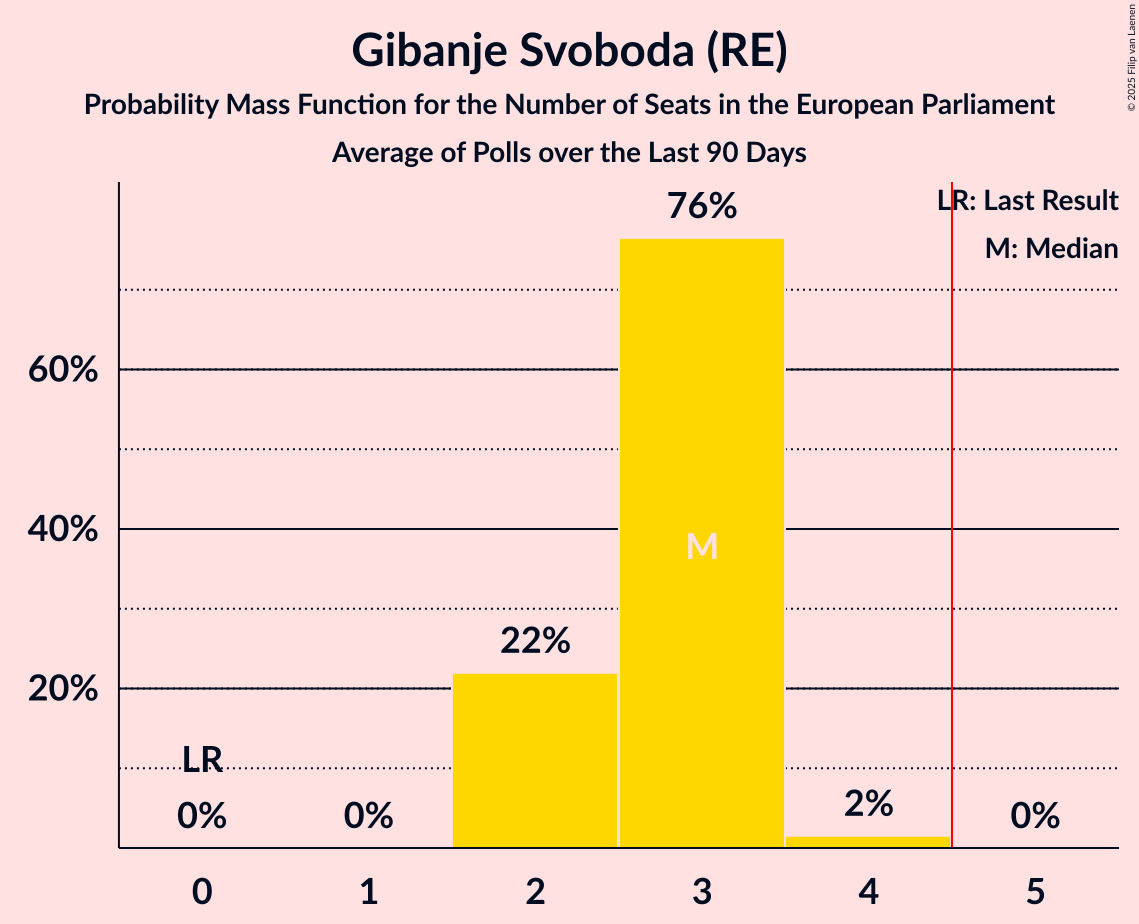 Gibanje Svoboda (RE)
Probability Mass Function for the Number of Seats in the European Parliament
Average of Polls over the Last 90 Days
© 2025 Filip van Laenen
LR: Last Result
M: Median
76%
60%
40%
M
22%
20%
LR
0%
0%
2%
0%
0 1 2 3 4 5